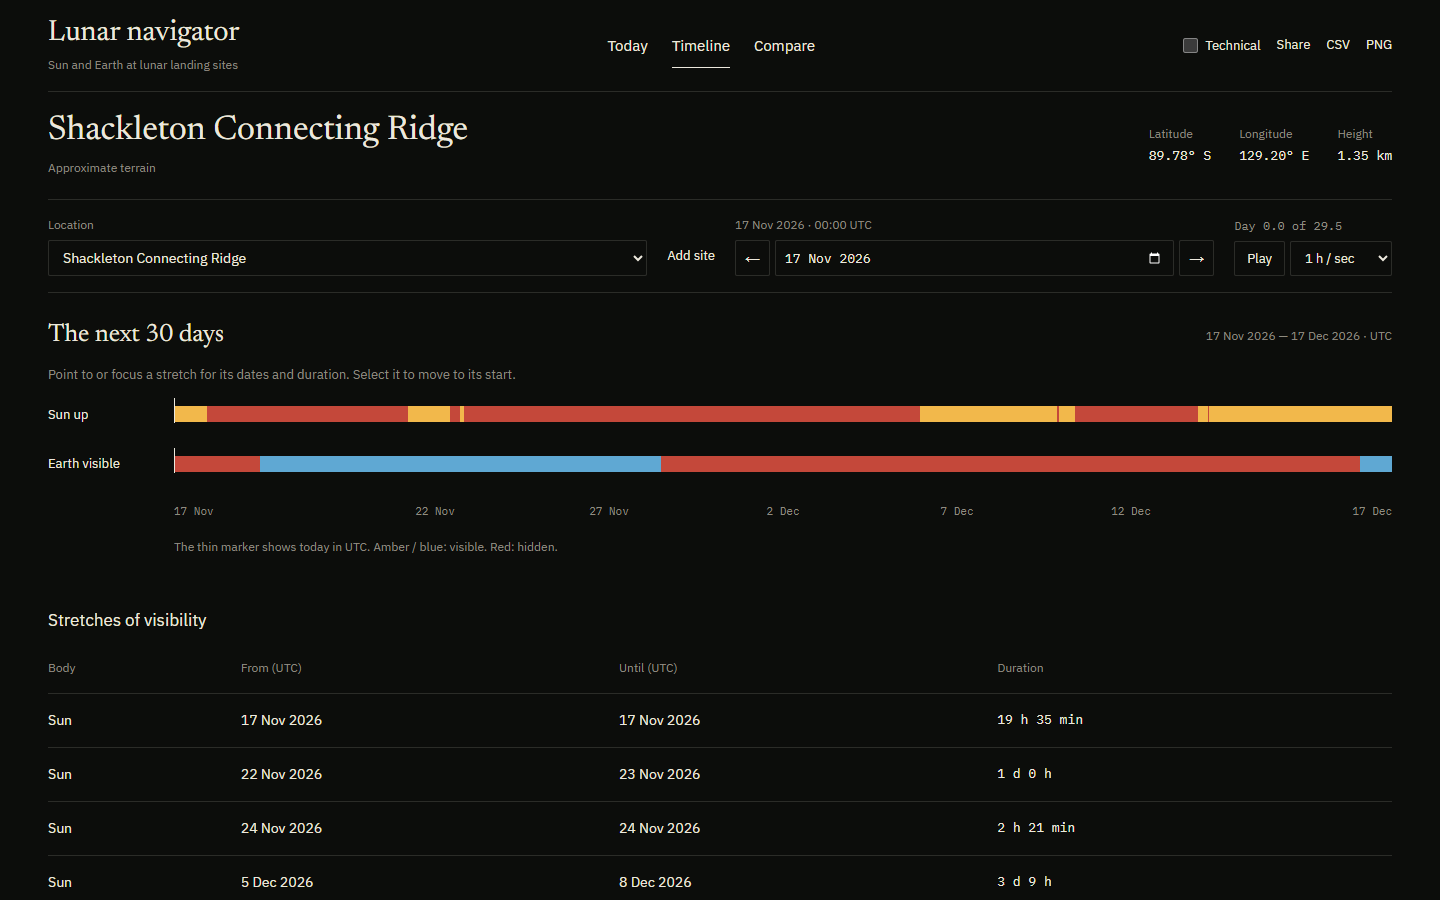 Lunar navigator
Sun and Earth at lunar landing sites
Today Timeline Compare
Technical Share CSV PNG
Shackleton Connecting Ridge
Approximate terrain
Latitude Longitude Height
89.78° S 129.20° E 1.35 km
Location
Shackleton Connecting Ridge
Add site
17 Nov 2026 · 00:00 UTC
← 17 Nov 2026 →
Day 0.0 of 29.5
Play 1 h / sec
The next 30 days
17 Nov 2026 — 17 Dec 2026 · UTC
Point to or focus a stretch for its dates and duration. Select it to move to its start.
Sun up
Earth visible
17 Nov 22 Nov 27 Nov 2 Dec 7 Dec 12 Dec 17 Dec
The thin marker shows today in UTC. Amber / blue: visible. Red: hidden.
Stretches of visibility
Body From (UTC) Until (UTC) Duration
Sun 17 Nov 2026 17 Nov 2026 19 h 35 min
Sun 22 Nov 2026 23 Nov 2026 1 d 0 h
Sun 24 Nov 2026 24 Nov 2026 2 h 21 min
Sun 5 Dec 2026 8 Dec 2026 3 d 9 h